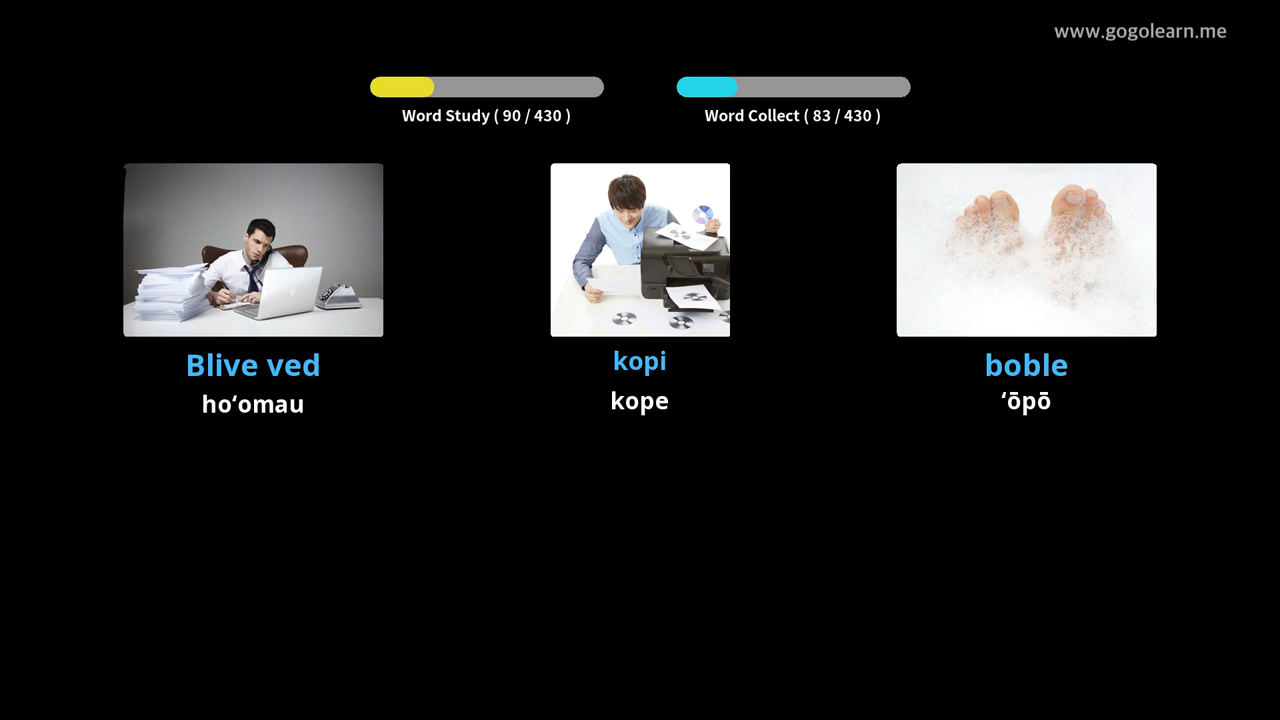 www.gogolearn.me
Word Study ( 90 / 430 )
Word Collect ( 83 / 430 )
Blive ved
hoʻomau
kopi
kope
boble
ʻōpō